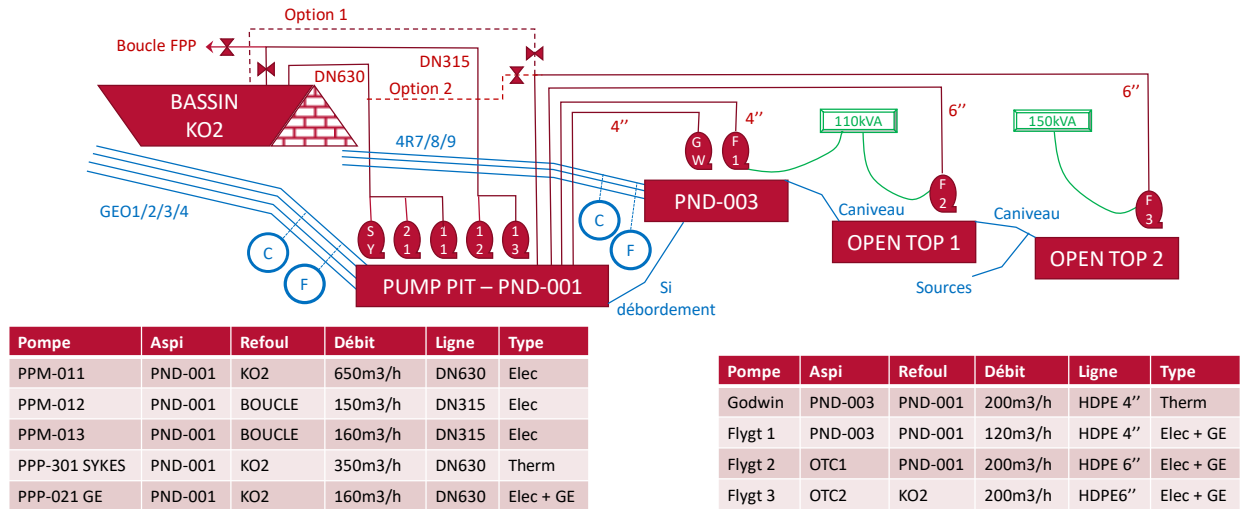 Option 1
Boucle FPP
DN630
DN315
Option 2
BASSIN
KO2
4''
4''
6''
6''
110kVA
150kVA
4R7/8/9
GEO1/2/3/4
C
F
C
F
S
Y
2
1
1
1
1
2
1
3
G
W
F
1
F
2
F
3
PND-003
Caniveau
OPEN TOP 1
Caniveau
OPEN TOP 2
Sources
PUMP PIT – PND-001
Si
débordement
Pompe Aspi Refoul Débit Ligne Type
PPM-011 PND-001 KO2 650m3/h DN630 Elec
PPM-012 PND-001 BOUCLE 150m3/h DN315 Elec
PPM-013 PND-001 BOUCLE 160m3/h DN315 Elec
PPP-301 SYKES PND-001 KO2 350m3/h DN630 Therm
PPP-021 GE PND-001 KO2 160m3/h DN630 Elec + GE
Pompe Aspi Refoul Débit Ligne Type
Godwin PND-003 PND-001 200m3/h HDPE 4'' Therm
Flygt 1 PND-003 PND-001 120m3/h HDPE 4'' Elec + GE
Flygt 2 OTC1 PND-001 200m3/h HDPE 6'' Elec + GE
Flygt 3 OTC2 KO2 200m3/h HDPE6'' Elec + GE